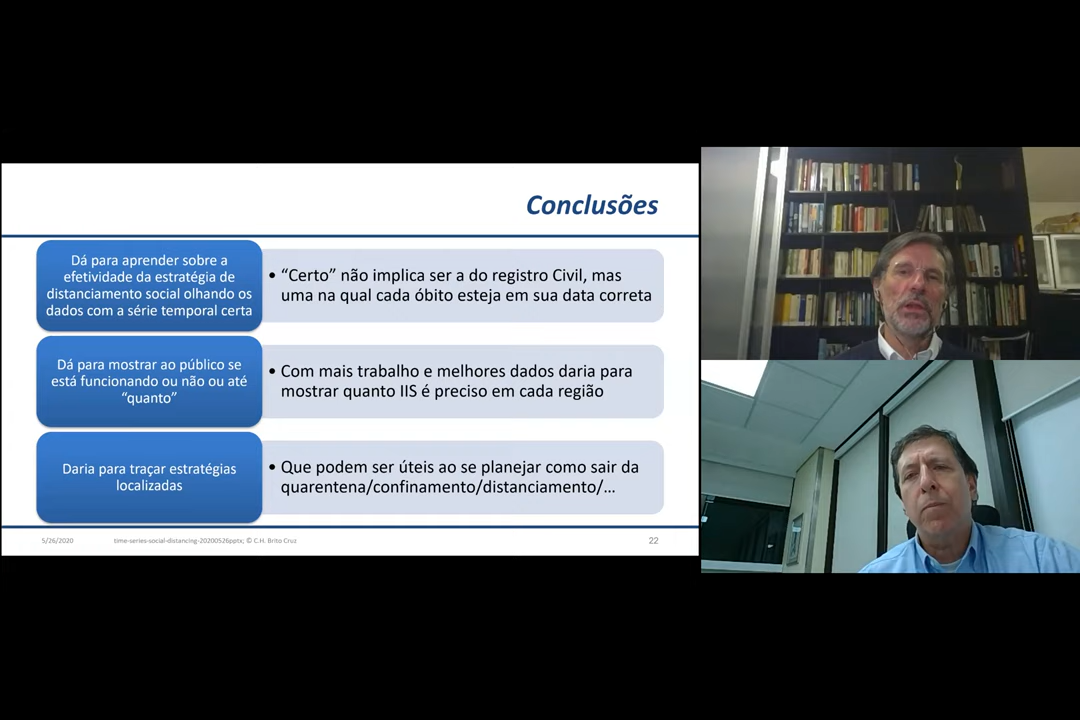 Conclusões
Dá para aprender sobre a
efetividade da estratégia de
distanciamento social olhando os
dados com a série temporal certa
• “Certo” não implica ser a do registro Civil, mas
uma na qual cada óbito esteja em sua data correta
Dá para mostrar ao público se
está funcionando ou não ou até
“quanto”
• Com mais trabalho e melhores dados daria para
mostrar quanto IIS é preciso em cada região
Daria para traçar estratégias
localizadas
• Que podem ser úteis ao se planejar como sair da
quarentena/confinamento/distanciamento/...
5/26/2020 time-series-social-distancing-20200526pptx; © C.H. Brito Cruz 22